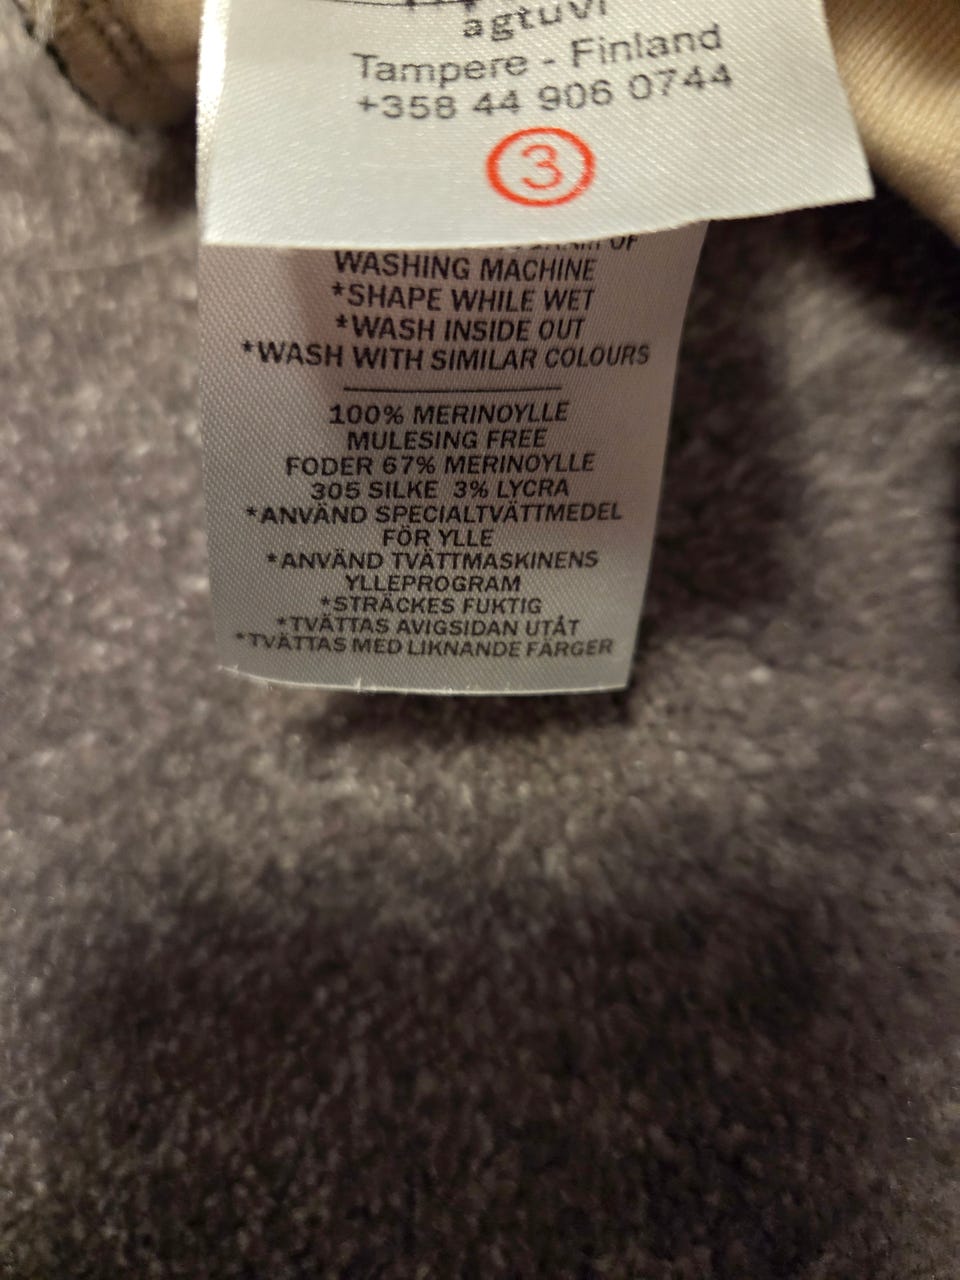 agtuvi
Tampere - Finland
+358 44 906 0744
3
OF
WASHING MACHINE
*SHAPE WHILE WET
*WASH INSIDE OUT
*WASH WITH SIMILAR COLOURS
100% MERINOYLLE
MULESING FREE
FODER 67% MERINOYLLE
305 SILKE 3% LYCRA
*ANVÄND SPECIALTVÄTTMEDEL
FÖR YLLE
*ANVÄND TVÄTTMASKINENS
YLLEPROGRAM
*STRÄCKES FUKTIG
*TVÄTTAS AVIGSIDAN UTÅT
*TVÄTTAS MED LIKNANDE FÄRGER